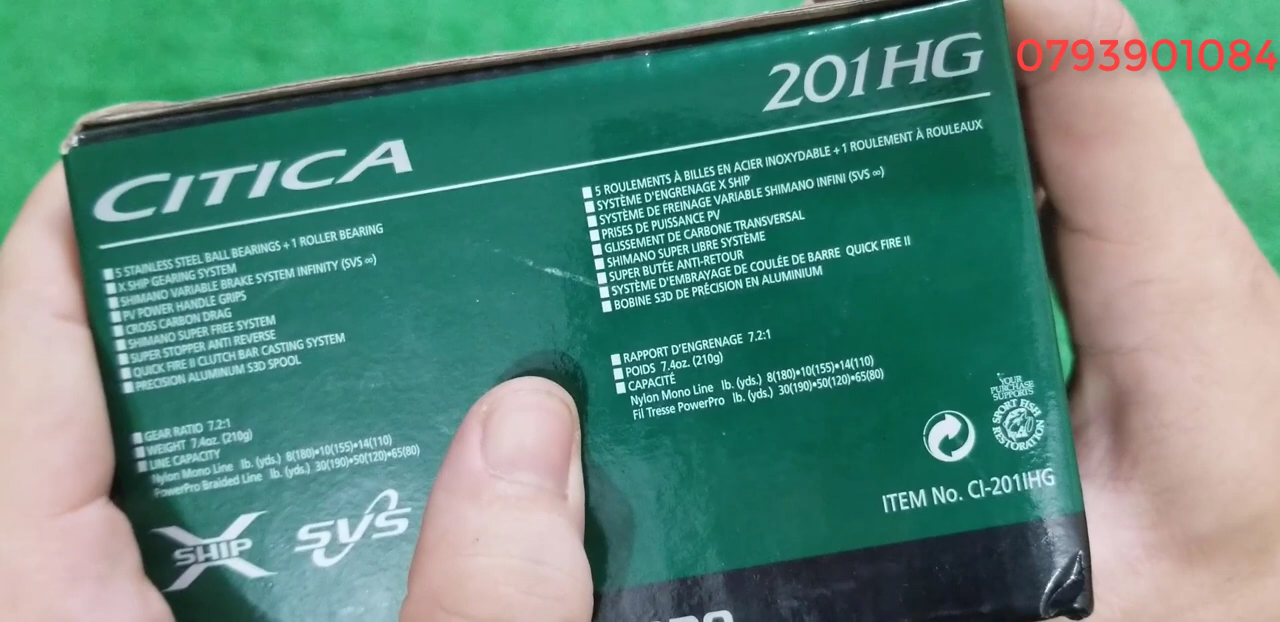 0793901084
201HG
CITICA
5 STAINLESS STEEL BALL BEARINGS + 1 ROLLER BEARING
X SHIP GEARING SYSTEM
SHIMANO VARIABLE BRAKE SYSTEM INFINITY (SVS ∞)
PV POWER HANDLE GRIPS
CROSS CARBON DRAG
SHIMANO SUPER FREE SYSTEM
SUPER STOPPER ANTI REVERSE
QUICK FIRE II CLUTCH BAR CASTING SYSTEM
PRECISION ALUMINUM S3D SPOOL
GEAR RATIO 7.2:1
WEIGHT 7.4oz. (210g)
LINE CAPACITY
Nylon Mono Line lb. (yds.) 8(180)•10(155)•14(110)
PowerPro Braided Line lb. (yds.) 30(190)•50(120)•65(80)
X SHIP
SVS
5 ROULEMENTS À BILLES EN ACIER INOXYDABLE + 1 ROULEMENT À ROULEAUX
SYSTÈME D'ENGRENAGE X SHIP
SYSTÈME DE FREINAGE VARIABLE SHIMANO INFINI (SVS ∞)
PRISES DE PUISSANCE PV
GLISSEMENT DE CARBONE TRANSVERSAL
SHIMANO SUPER LIBRE SYSTÈME
SUPER BUTÉE ANTI-RETOUR
SYSTÈME D'EMBRAYAGE DE COULÉE DE BARRE QUICK FIRE II
BOBINE S3D DE PRÉCISION EN ALUMINIUM
RAPPORT D'ENGRENAGE 7.2:1
POIDS 7.4oz. (210g)
CAPACITÉ
Nylon Mono Line lb. (yds.) 8(180)•10(155)•14(110)
Fil Tresse PowerPro lb. (yds.) 30(190)•50(120)•65(80)
YOUR
PURCHASE
SUPPORTS
SPORT FISH
RESTORATION
ITEM No. CI-201IHG